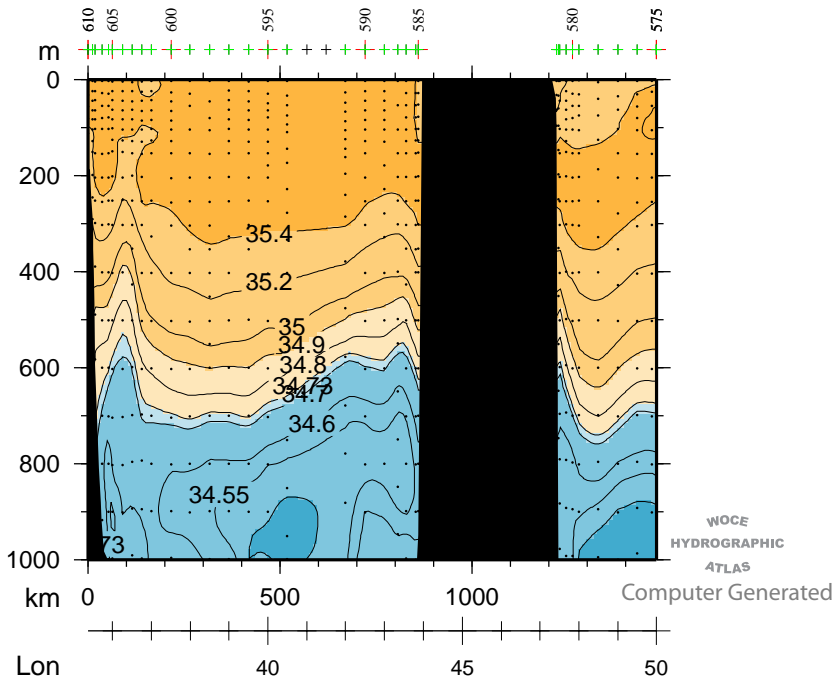 610 605 600 595 590 585 580 575
m
0
200
400
600
800
1000
35.4
35.2
35
34.9
34.8
34.73
34.7
34.6
34.55
73
km 0 500 1000
Lon 40 45 50
WOCE
HYDROGRAPHIC
ATLAS
Computer Generated